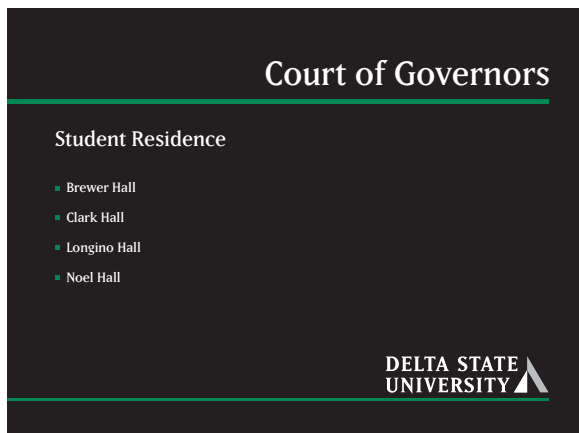 Court of Governors
Student Residence
Brewer Hall
Clark Hall
Longino Hall
Noel Hall
DELTA STATE
UNIVERSITY